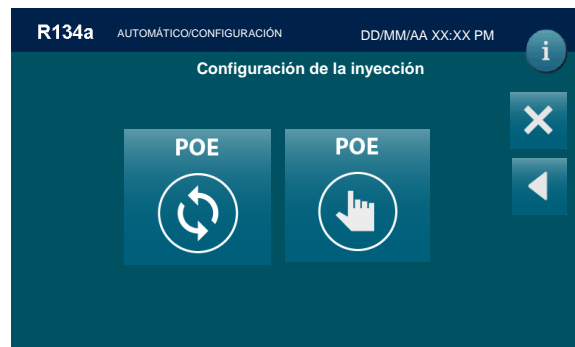 R134a AUTOMÁTICO/CONFIGURACIÓN DD/MM/AA XX:XX PM
i
Configuración de la inyección
POE POE